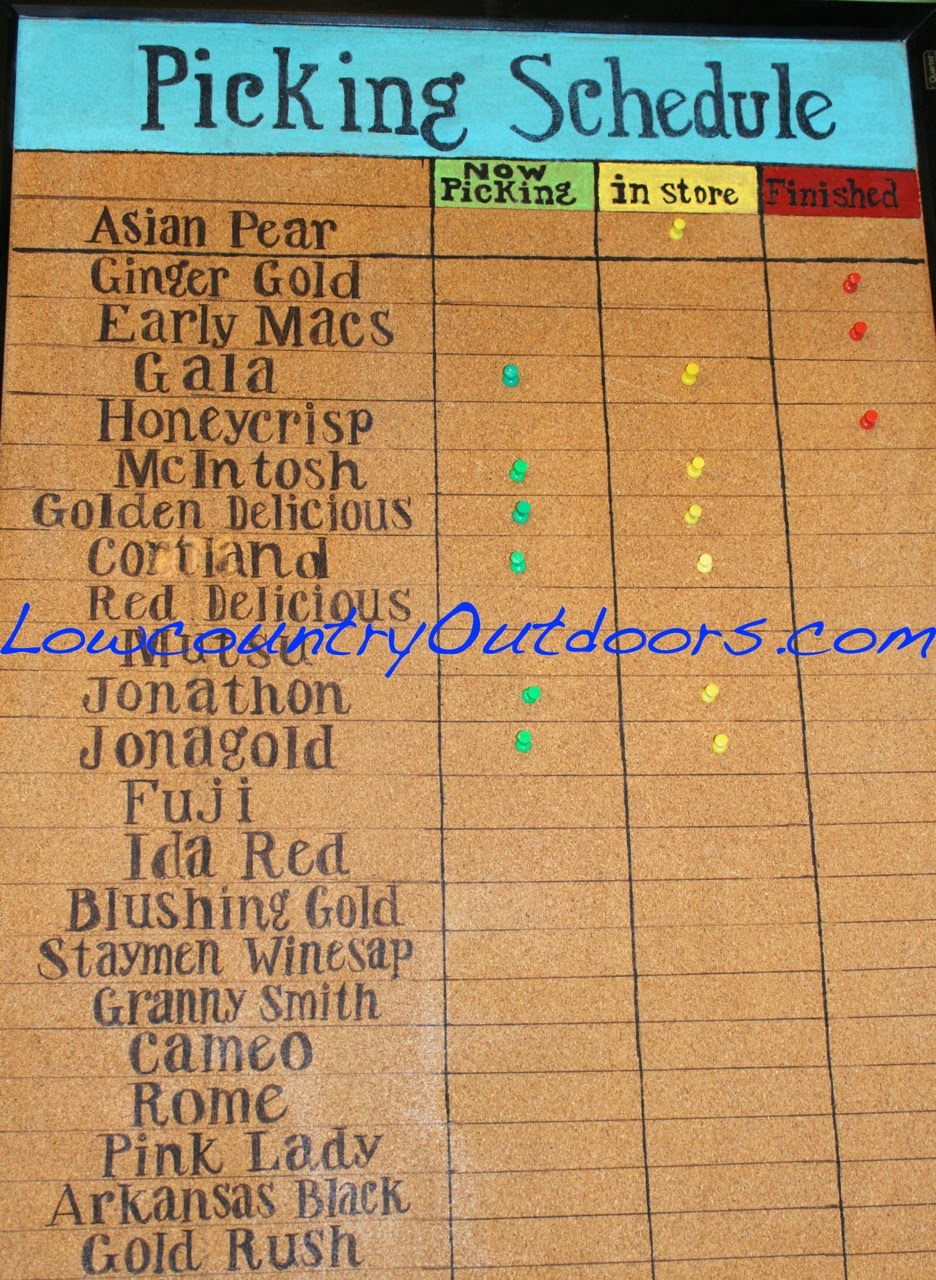 Picking Schedule
Now
Picking
in store
Finished
Asian Pear
Ginger Gold
Early Macs
Gala
Honeycrisp
McIntosh
Golden Delicious
Cortland
Red Delicious
LowcountryOutdoors.com
Mutsu
Jonathon
Jonagold
Fuji
Ida Red
Blushing Gold
Staymen Winesap
Granny Smith
Cameo
Rome
Pink Lady
Arkansas Black
Gold Rush
Quarter